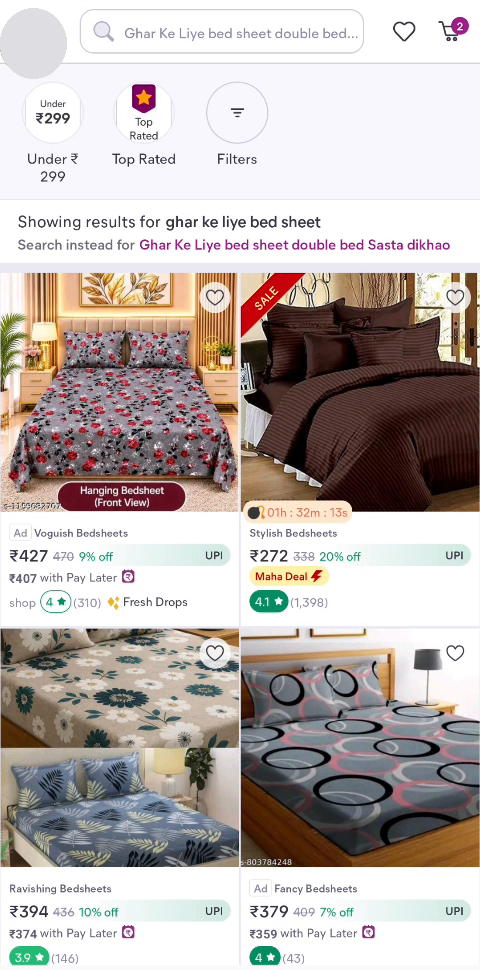 Ghar Ke Liye bed sheet double bed...
2
Under
₹299
Top
Rated
Under ₹
299
Top Rated
Filters
Showing results for ghar ke liye bed sheet
Search instead for Ghar Ke Liye bed sheet double bed Sasta dikhao
SALE
Hanging Bedsheet
(Front View)
01h : 32m : 13s
Ad Voguish Bedsheets
₹427 470 9% off UPI
₹407 with Pay Later
shop 4 ★ (310) Fresh Drops
Stylish Bedsheets
₹272 338 20% off UPI
Maha Deal
4.1 ★ (1,398)
s-803784248
Ravishing Bedsheets
₹394 436 10% off UPI
₹374 with Pay Later
3.9 ★ (146)
Ad Fancy Bedsheets
₹379 409 7% off UPI
₹359 with Pay Later
4 ★ (43)